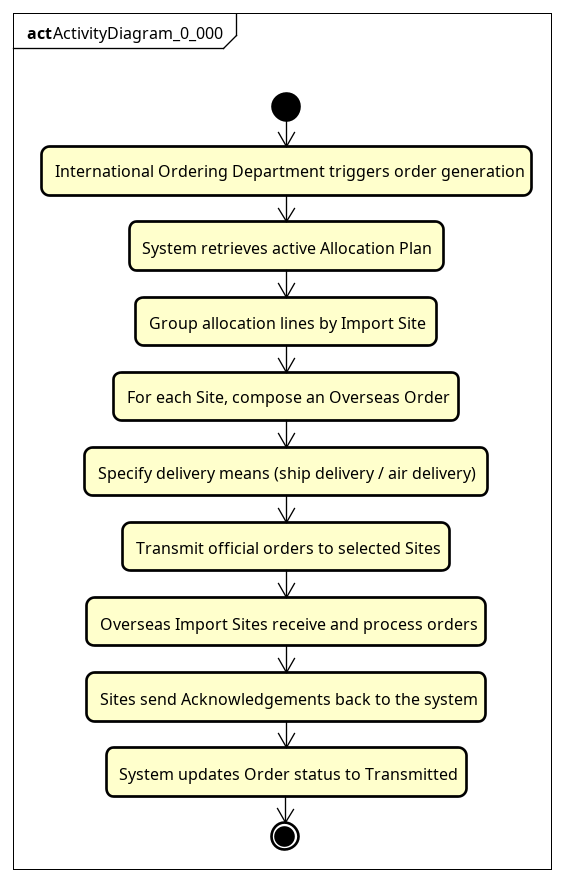 act ActivityDiagram_0_000
International Ordering Department triggers order generation
System retrieves active Allocation Plan
Group allocation lines by Import Site
For each Site, compose an Overseas Order
Specify delivery means (ship delivery / air delivery)
Transmit official orders to selected Sites
Overseas Import Sites receive and process orders
Sites send Acknowledgements back to the system
System updates Order status to Transmitted